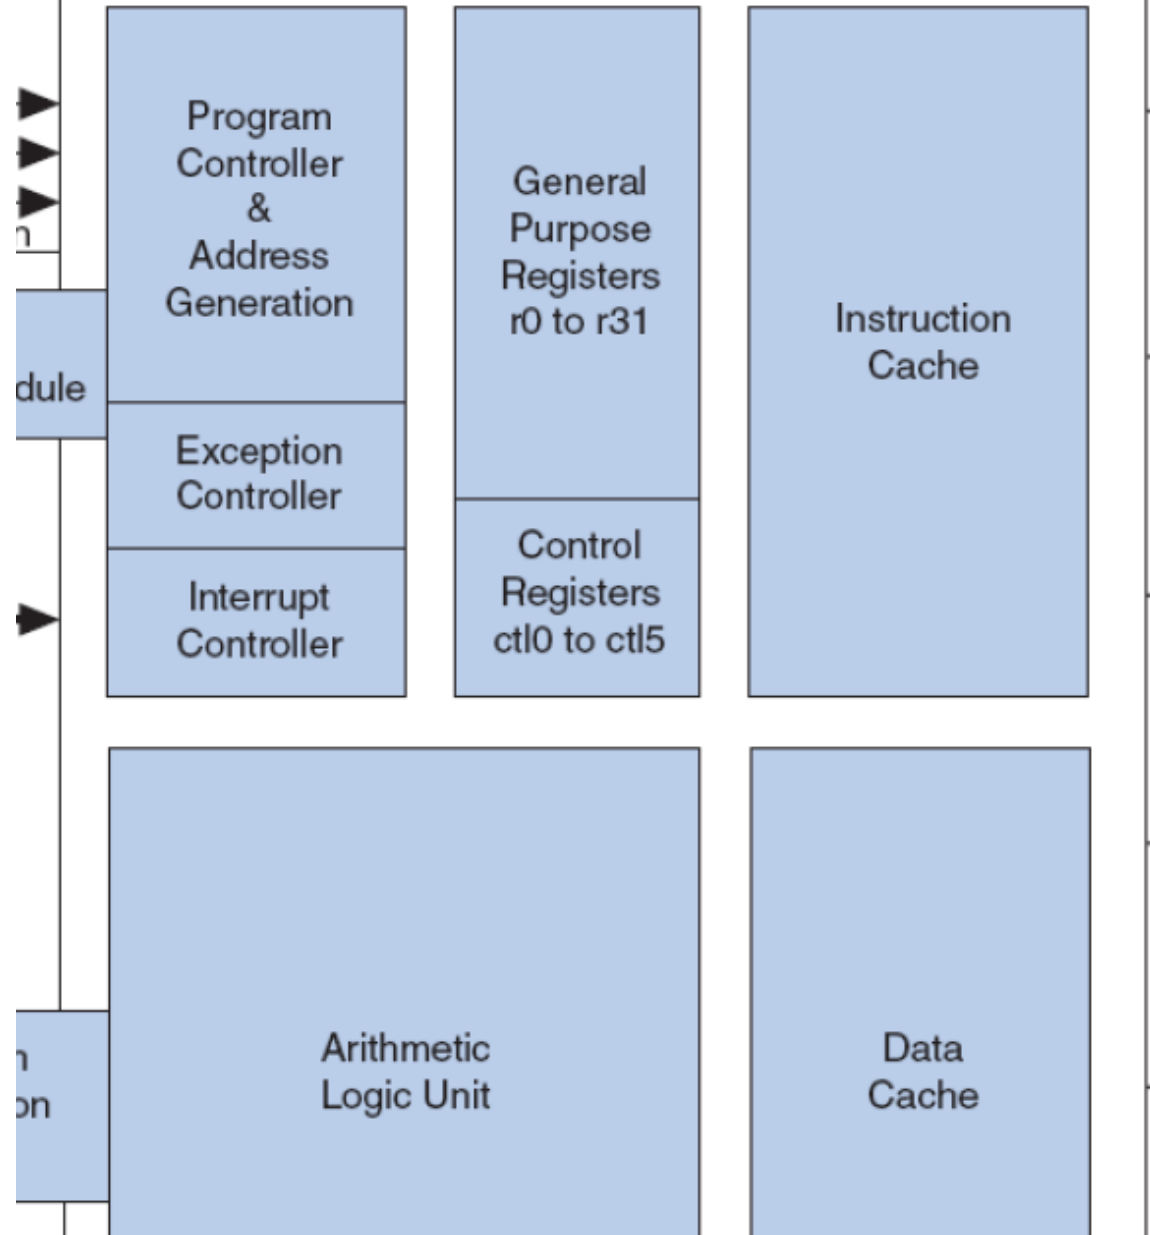 Program
Controller
&
Address
Generation
Exception
Controller
Interrupt
Controller
General
Purpose
Registers
r0 to r31
Control
Registers
ctl0 to ctl5
Instruction
Cache
dule
Arithmetic
Logic Unit
Data
Cache
n
on